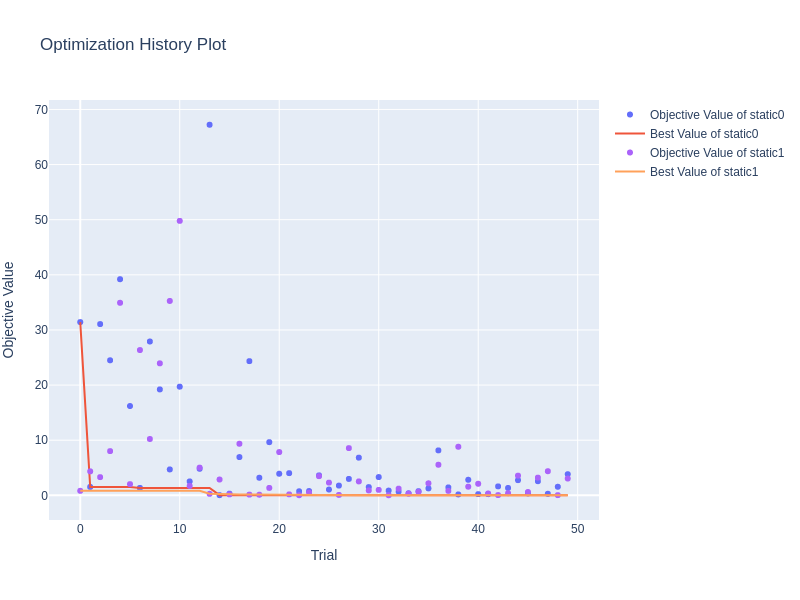 Optimization History Plot
Objective Value
70
60
50
40
30
20
10
0
0 10 20 30 40 50
Trial
Objective Value of static0
Best Value of static0
Objective Value of static1
Best Value of static1